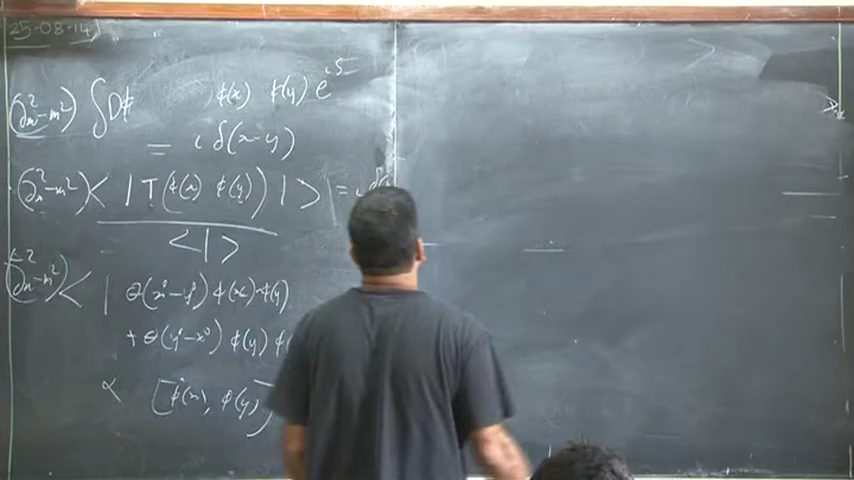 25-08-14
(∂ₓ² - m²) ∫Dϕ ϕ(x) ϕ(y) e^{iS}
= i δ(x-y)
(∂ₓ² - m²) < | T(ϕ(x) ϕ(y)) | > = i δ(
< | >
(∂ₓ² - m²) < | θ(x⁰-y⁰) ϕ(x) ϕ(y)
+ θ(y⁰-x⁰) ϕ(y) ϕ(
∝ [ϕ̇(x), ϕ(y)]